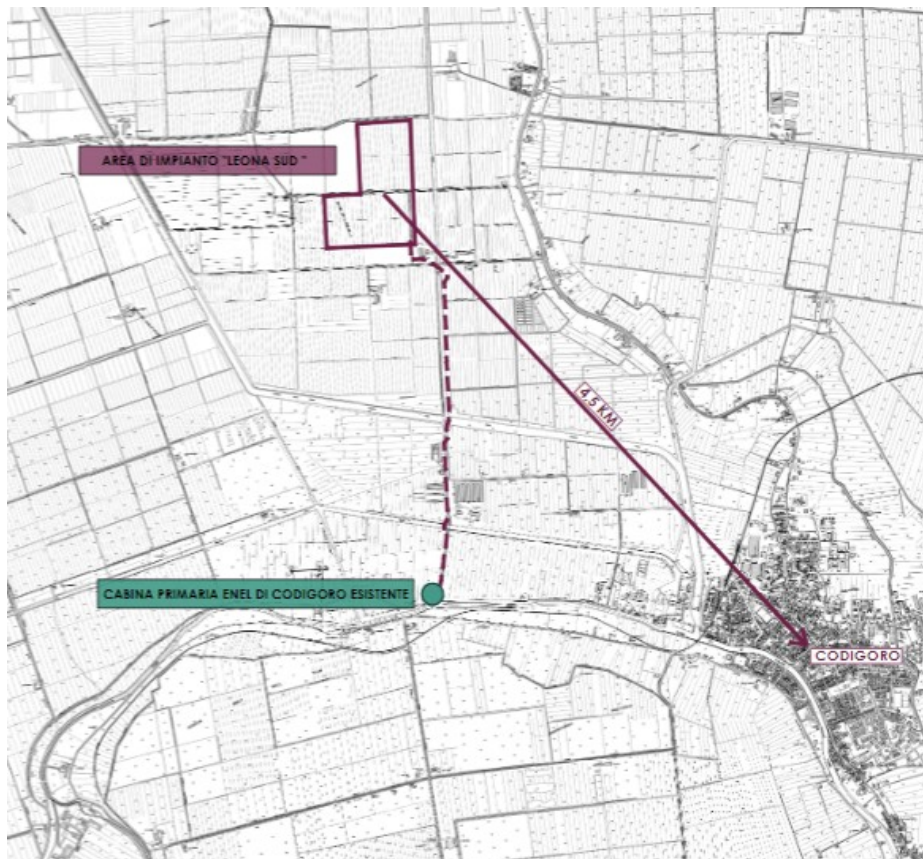 AREA DI IMPIANTO "LEONA SUD "
4,5 KM
CABINA PRIMARIA ENEL DI CODIGORO ESISTENTE
CODIGORO